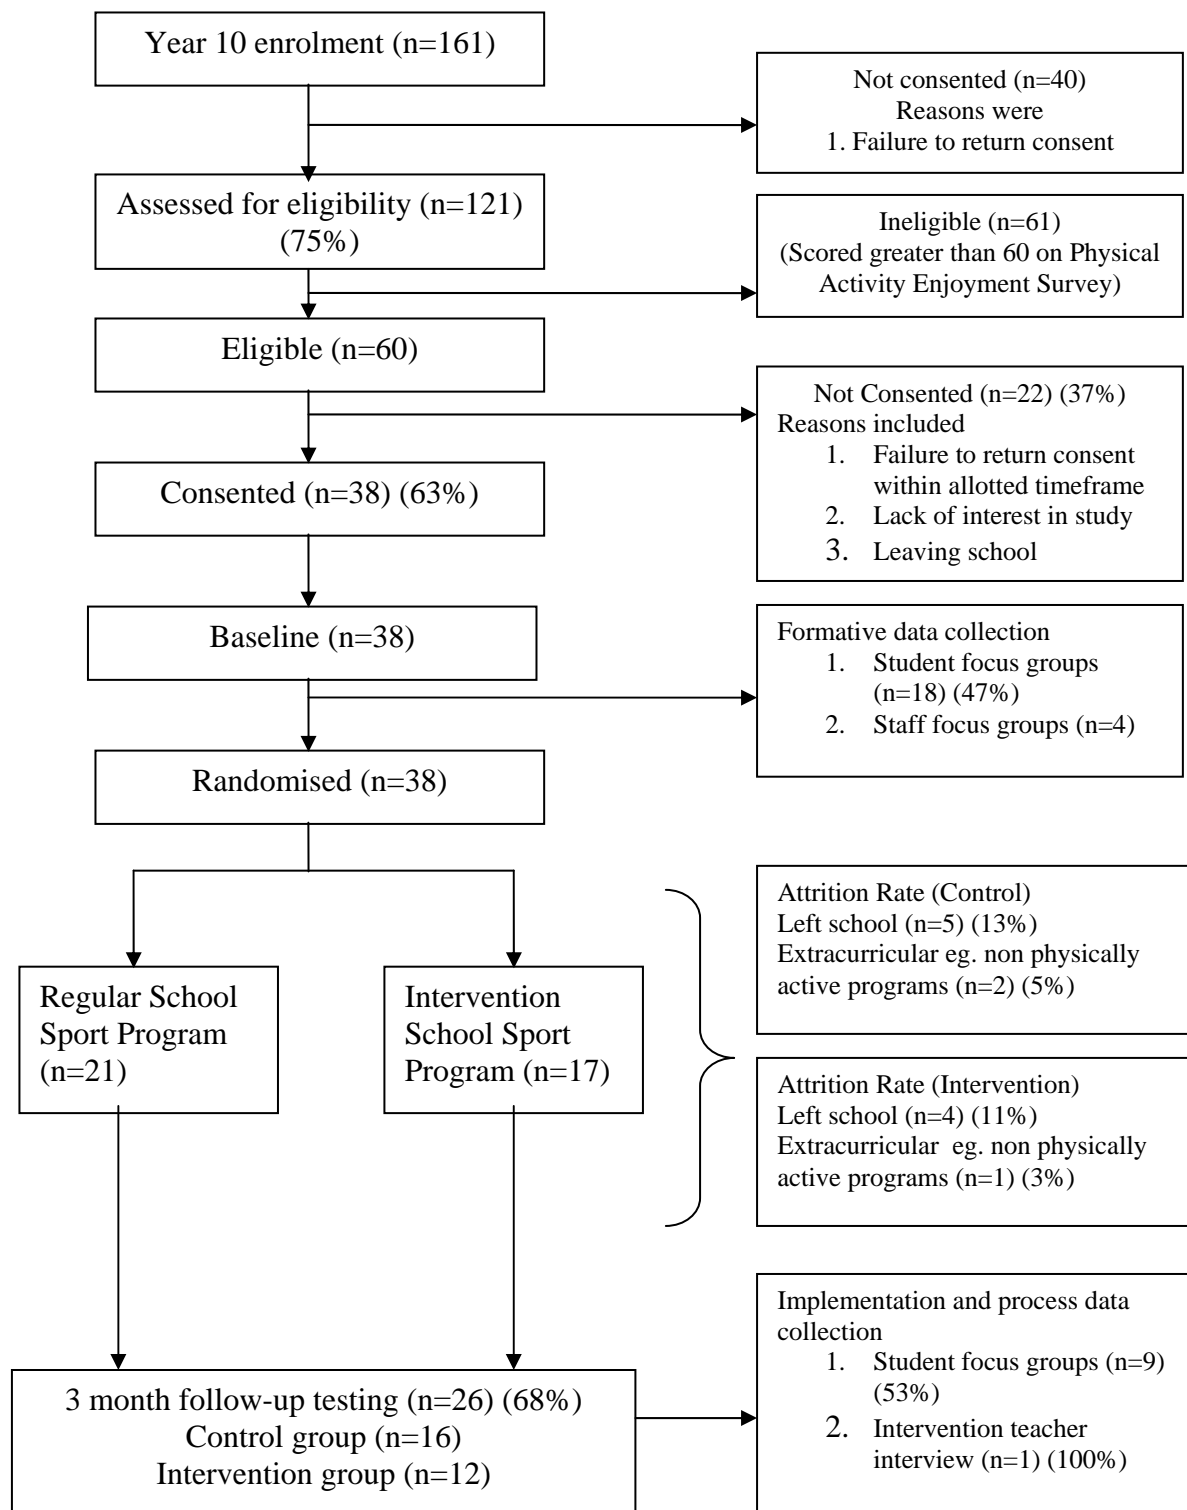 Year 10 enrolment (n=161)
Not consented (n=40)
Reasons were
1. Failure to return consent
Assessed for eligibility (n=121)
(75%)
Ineligible (n=61)
(Scored greater than 60 on Physical
Activity Enjoyment Survey)
Eligible (n=60)
Not Consented (n=22) (37%)
Reasons included
1. Failure to return consent
within allotted timeframe
2. Lack of interest in study
3. Leaving school
Consented (n=38) (63%)
Baseline (n=38)
Formative data collection
1. Student focus groups
(n=18) (47%)
2. Staff focus groups (n=4)
Randomised (n=38)
Regular School
Sport Program
(n=21)
Intervention
School Sport
Program (n=17)
Attrition Rate (Control)
Left school (n=5) (13%)
Extracurricular eg. non physically
active programs (n=2) (5%)
Attrition Rate (Intervention)
Left school (n=4) (11%)
Extracurricular eg. non physically
active programs (n=1) (3%)
3 month follow-up testing (n=26) (68%)
Control group (n=16)
Intervention group (n=12)
Implementation and process data
collection
1. Student focus groups (n=9)
(53%)
2. Intervention teacher
interview (n=1) (100%)